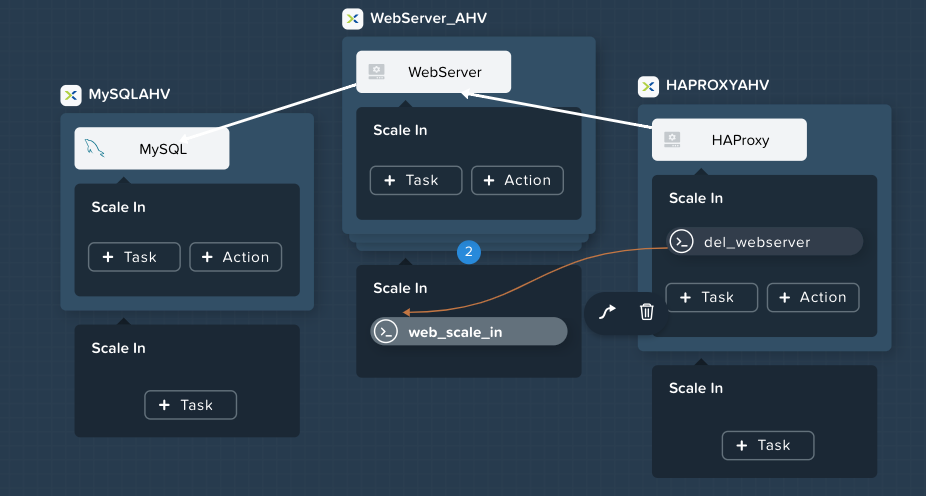 WebServer_AHV
WebServer
Scale In
+ Task
+ Action
2
Scale In
web_scale_in
MySQLAHV
MySQL
Scale In
+ Task
+ Action
Scale In
+ Task
HAPROXYAHV
HAProxy
Scale In
del_webserver
+ Task
+ Action
Scale In
+ Task